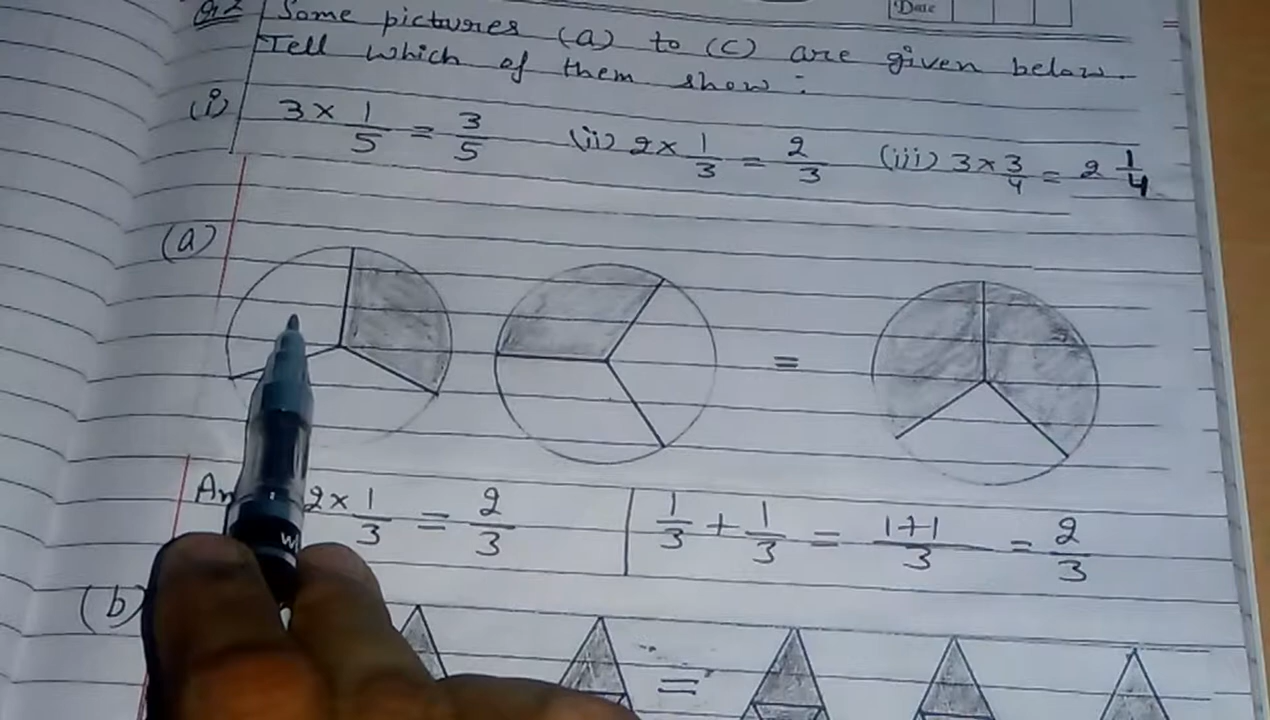 Date
Q.2 Some pictures (a) to (c) are given below.
Tell which of them show :
(i) 3 × 1/5 = 3/5 (ii) 2 × 1/3 = 2/3 (iii) 3 × 3/4 = 2 1/4
(a)
=
2 × 1/3 = 2/3 | 1/3 + 1/3 = 1+1/3 = 2/3
(b)
=